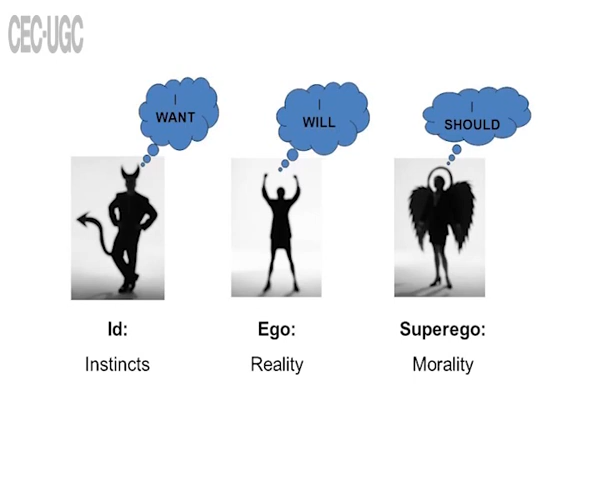 CEC-UGC
I
WANT
I
WILL
I
SHOULD
Id:
Ego:
Superego:
Instincts
Reality
Morality